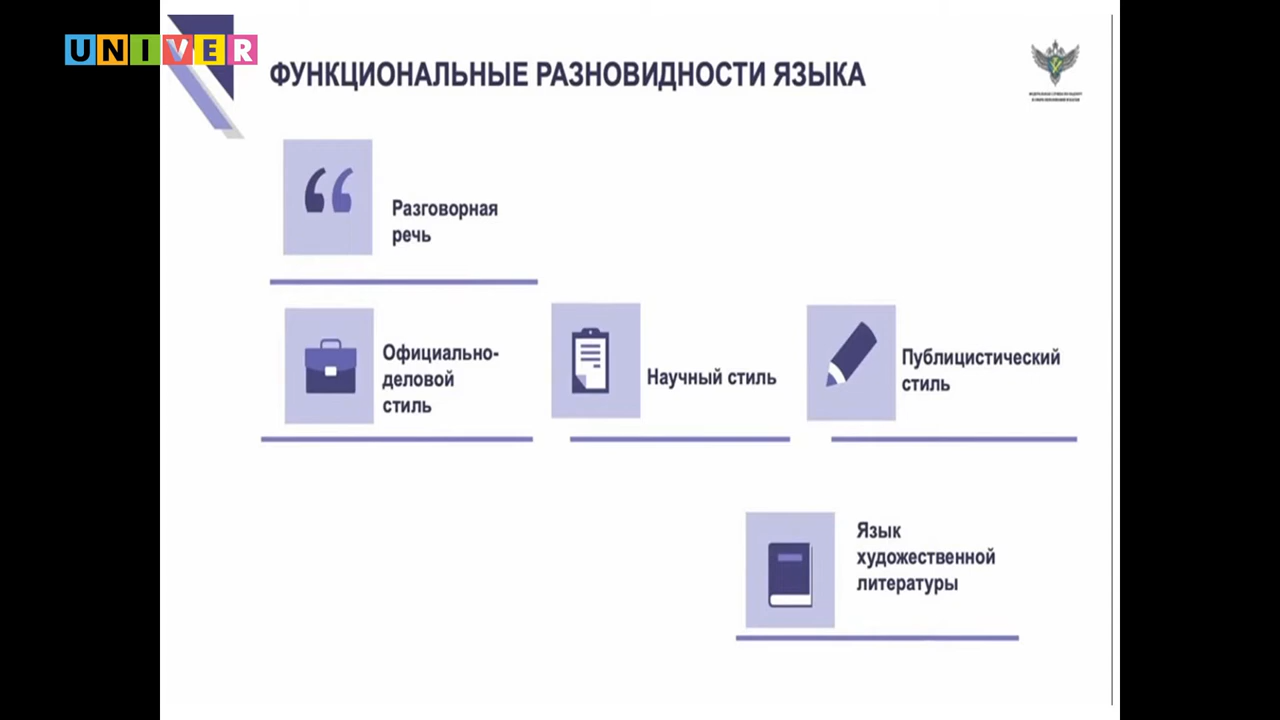 UNIVER
ФУНКЦИОНАЛЬНЫЕ РАЗНОВИДНОСТИ ЯЗЫКА
Разговорная
речь
Официально-
деловой
стиль
Научный стиль
Публицистический
стиль
Язык
художественной
литературы